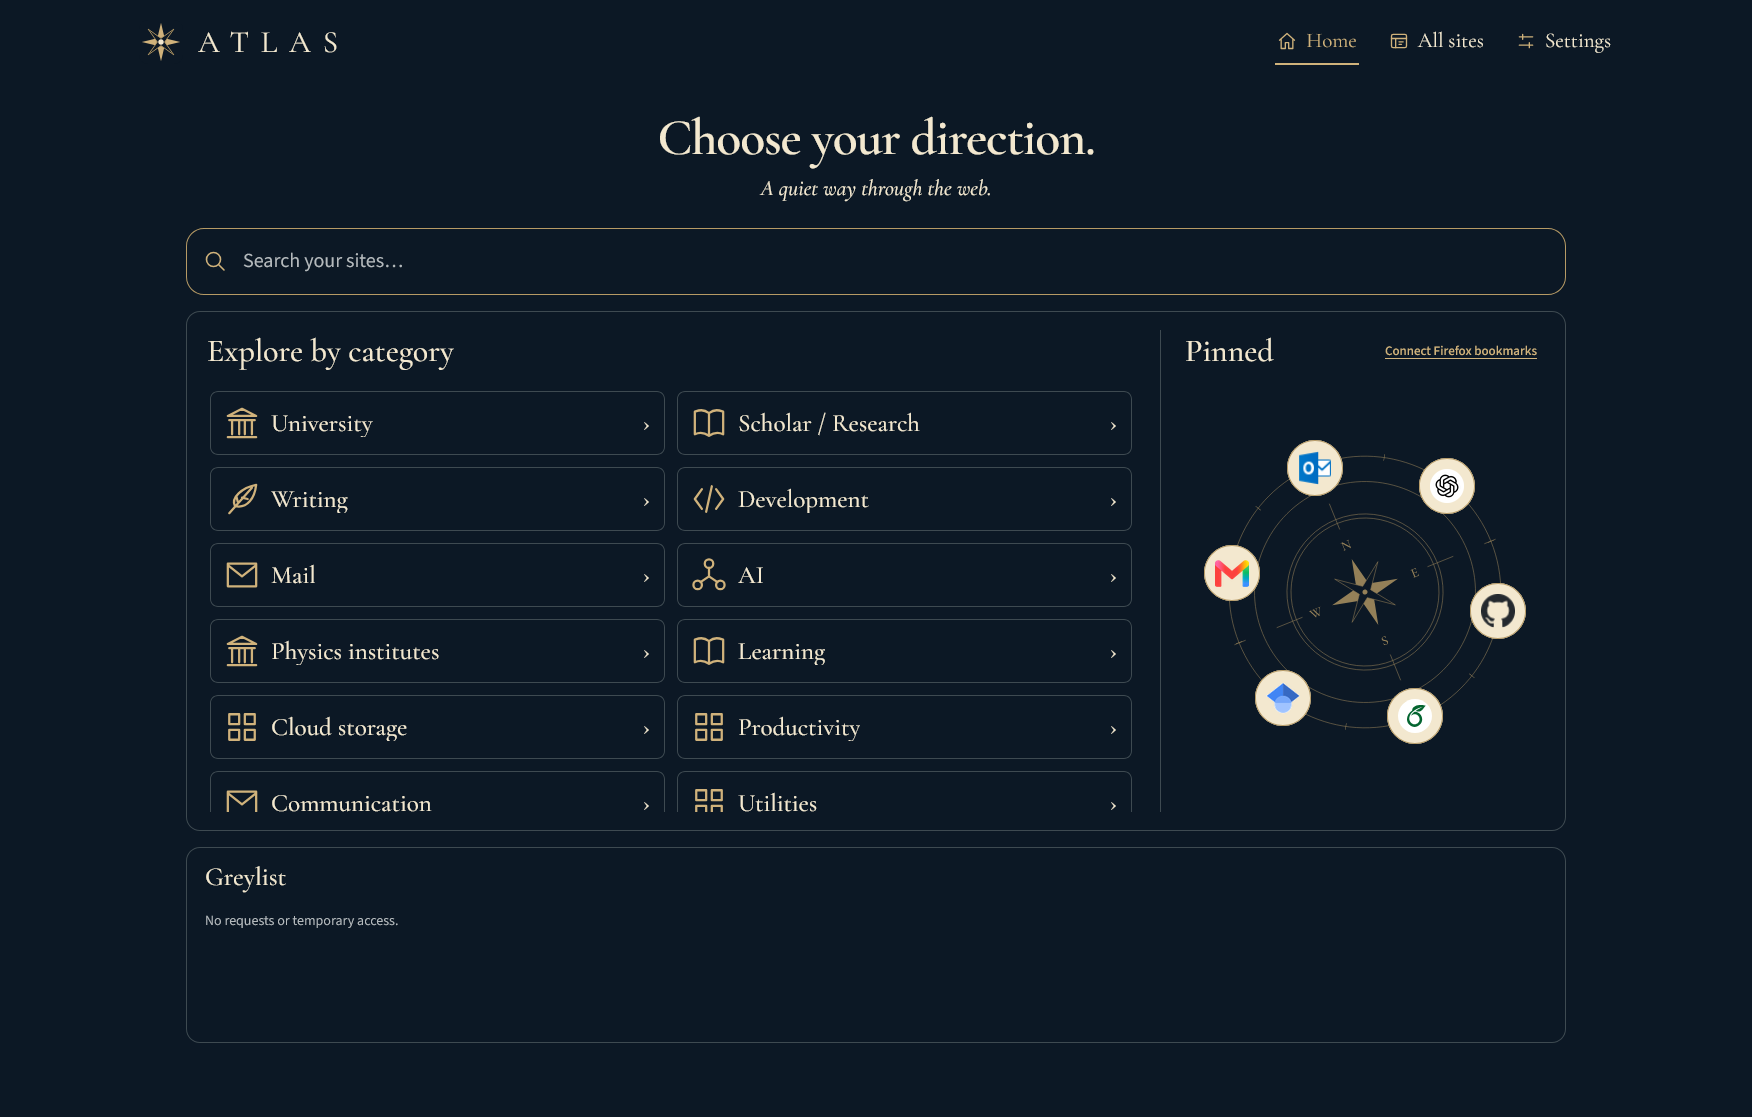 ATLAS
Home
All sites
Settings
Choose your direction.
A quiet way through the web.
Search your sites…
Explore by category
University
Scholar / Research
Writing
Development
Mail
AI
Physics institutes
Learning
Cloud storage
Productivity
Communication
Utilities
Pinned
Connect Firefox bookmarks
N
E
W
S
Greylist
No requests or temporary access.